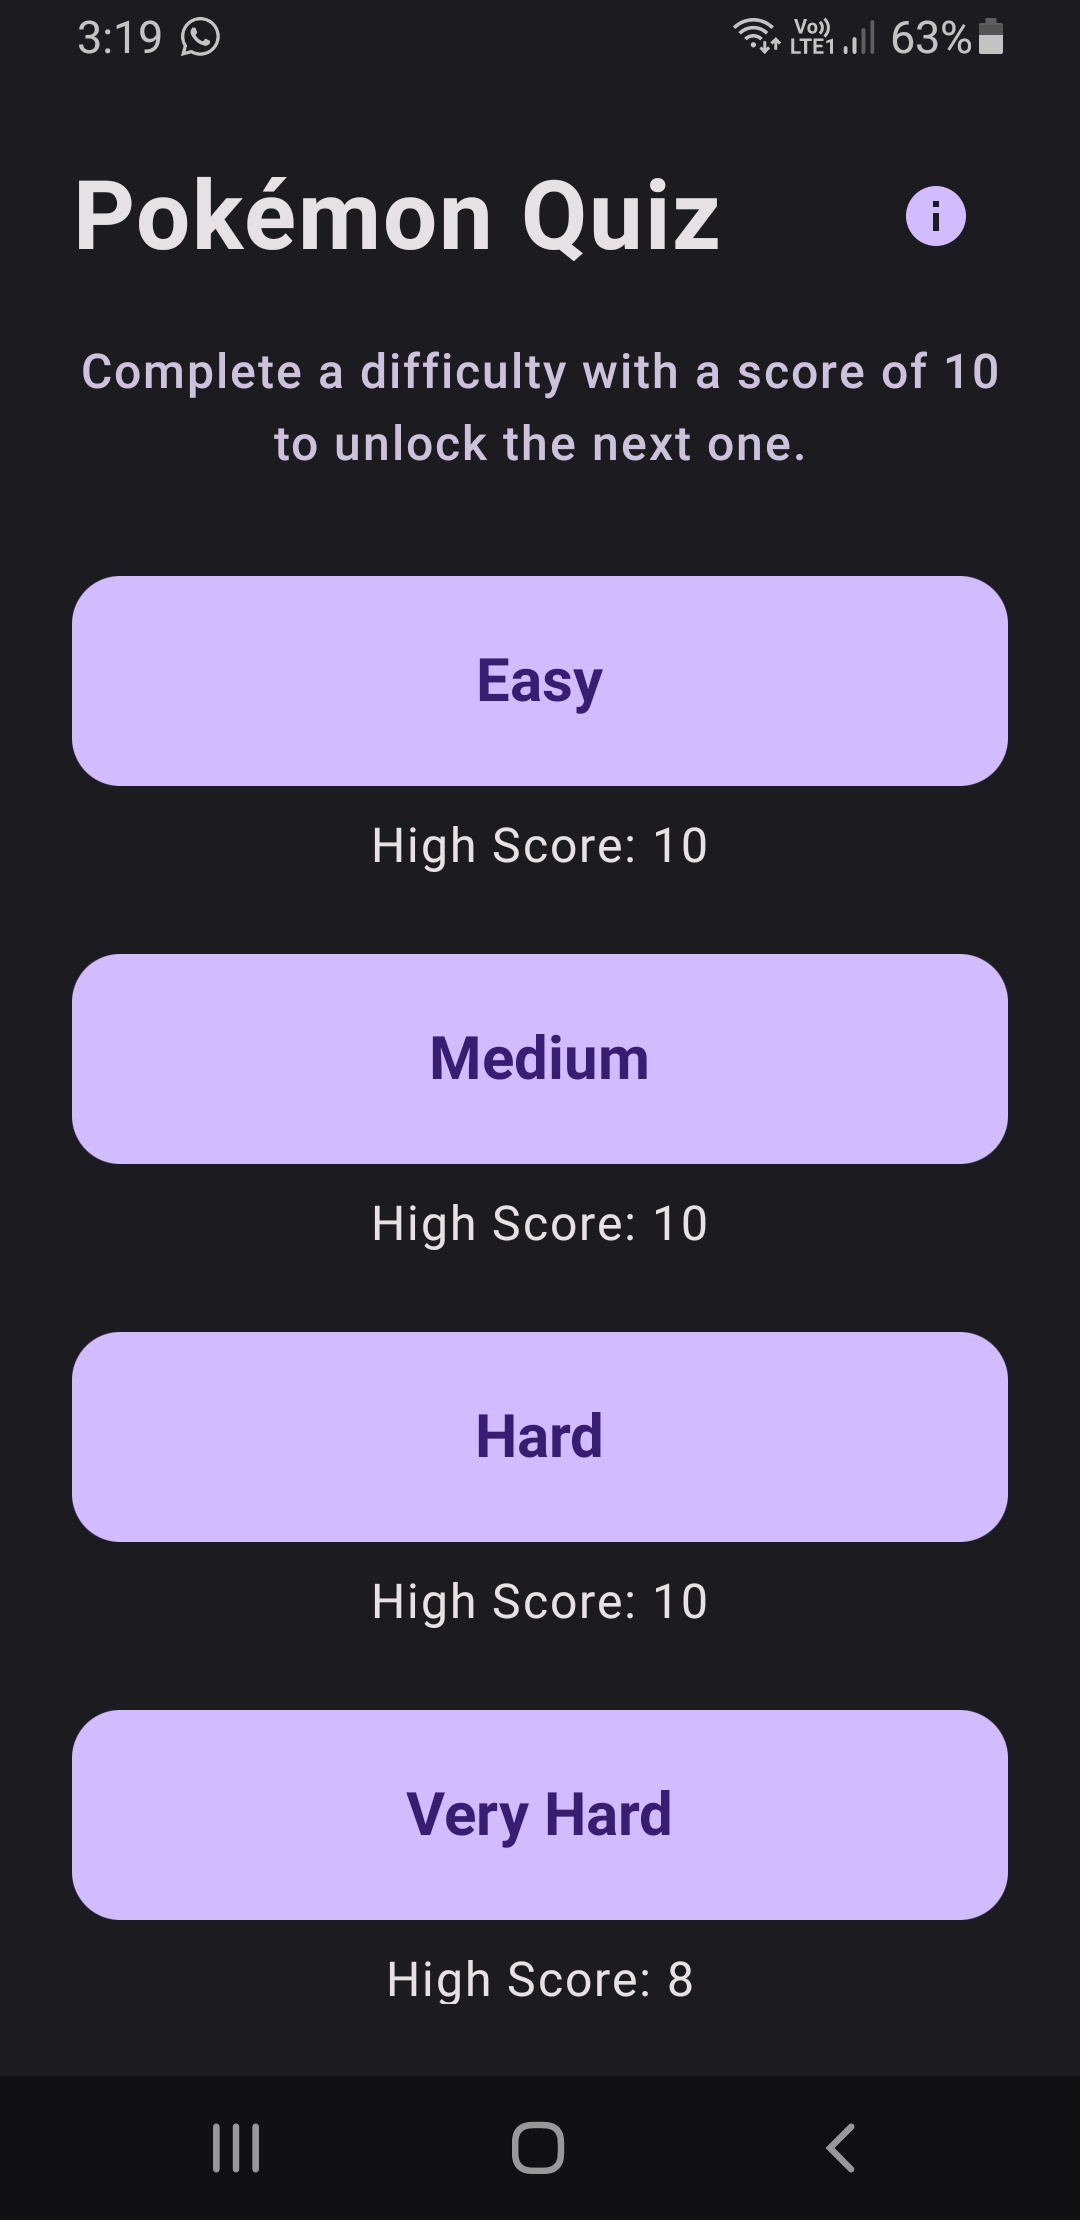 3:19 Vo)) LTE1 63%
Pokémon Quiz i
Complete a difficulty with a score of 10
to unlock the next one.
Easy
High Score: 10
Medium
High Score: 10
Hard
High Score: 10
Very Hard
High Score: 8